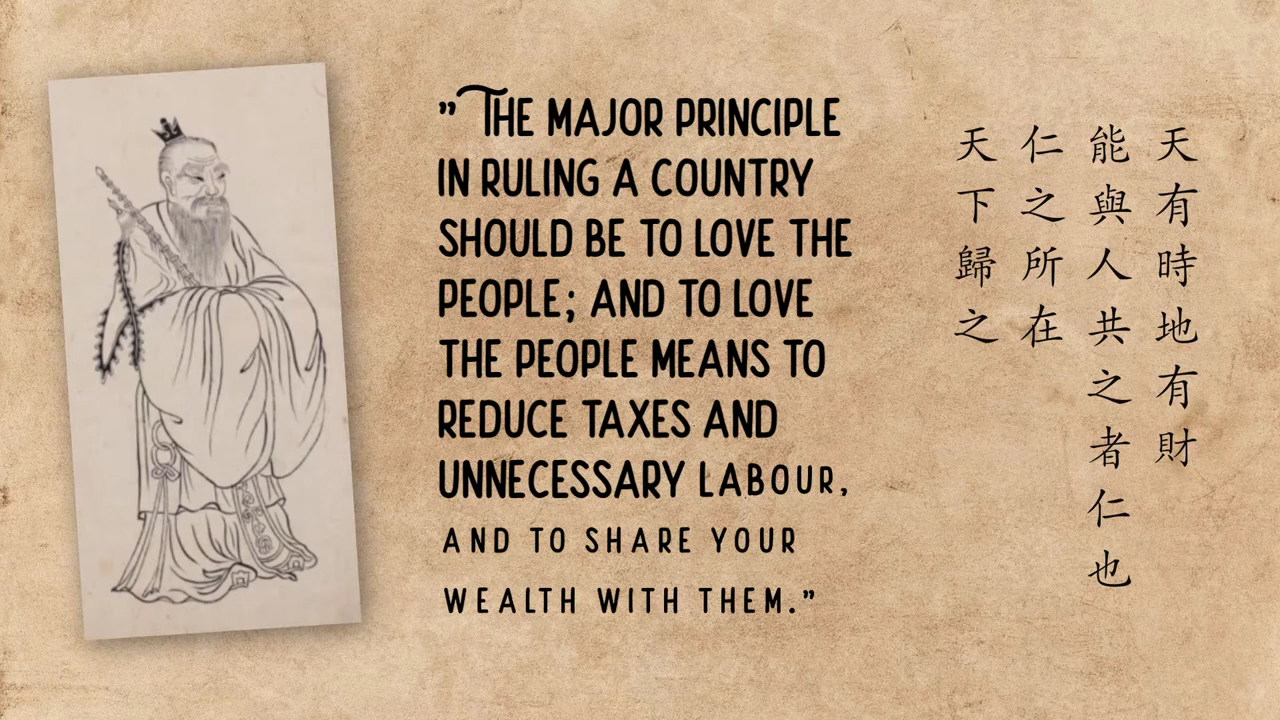 " THE MAJOR PRINCIPLE
IN RULING A COUNTRY
SHOULD BE TO LOVE THE
PEOPLE; AND TO LOVE
THE PEOPLE MEANS TO
REDUCE TAXES AND
UNNECESSARY LABOUR,
AND TO SHARE YOUR
WEALTH WITH THEM."
天有時地有財
能與人共之者仁也
仁之所在
天下歸之